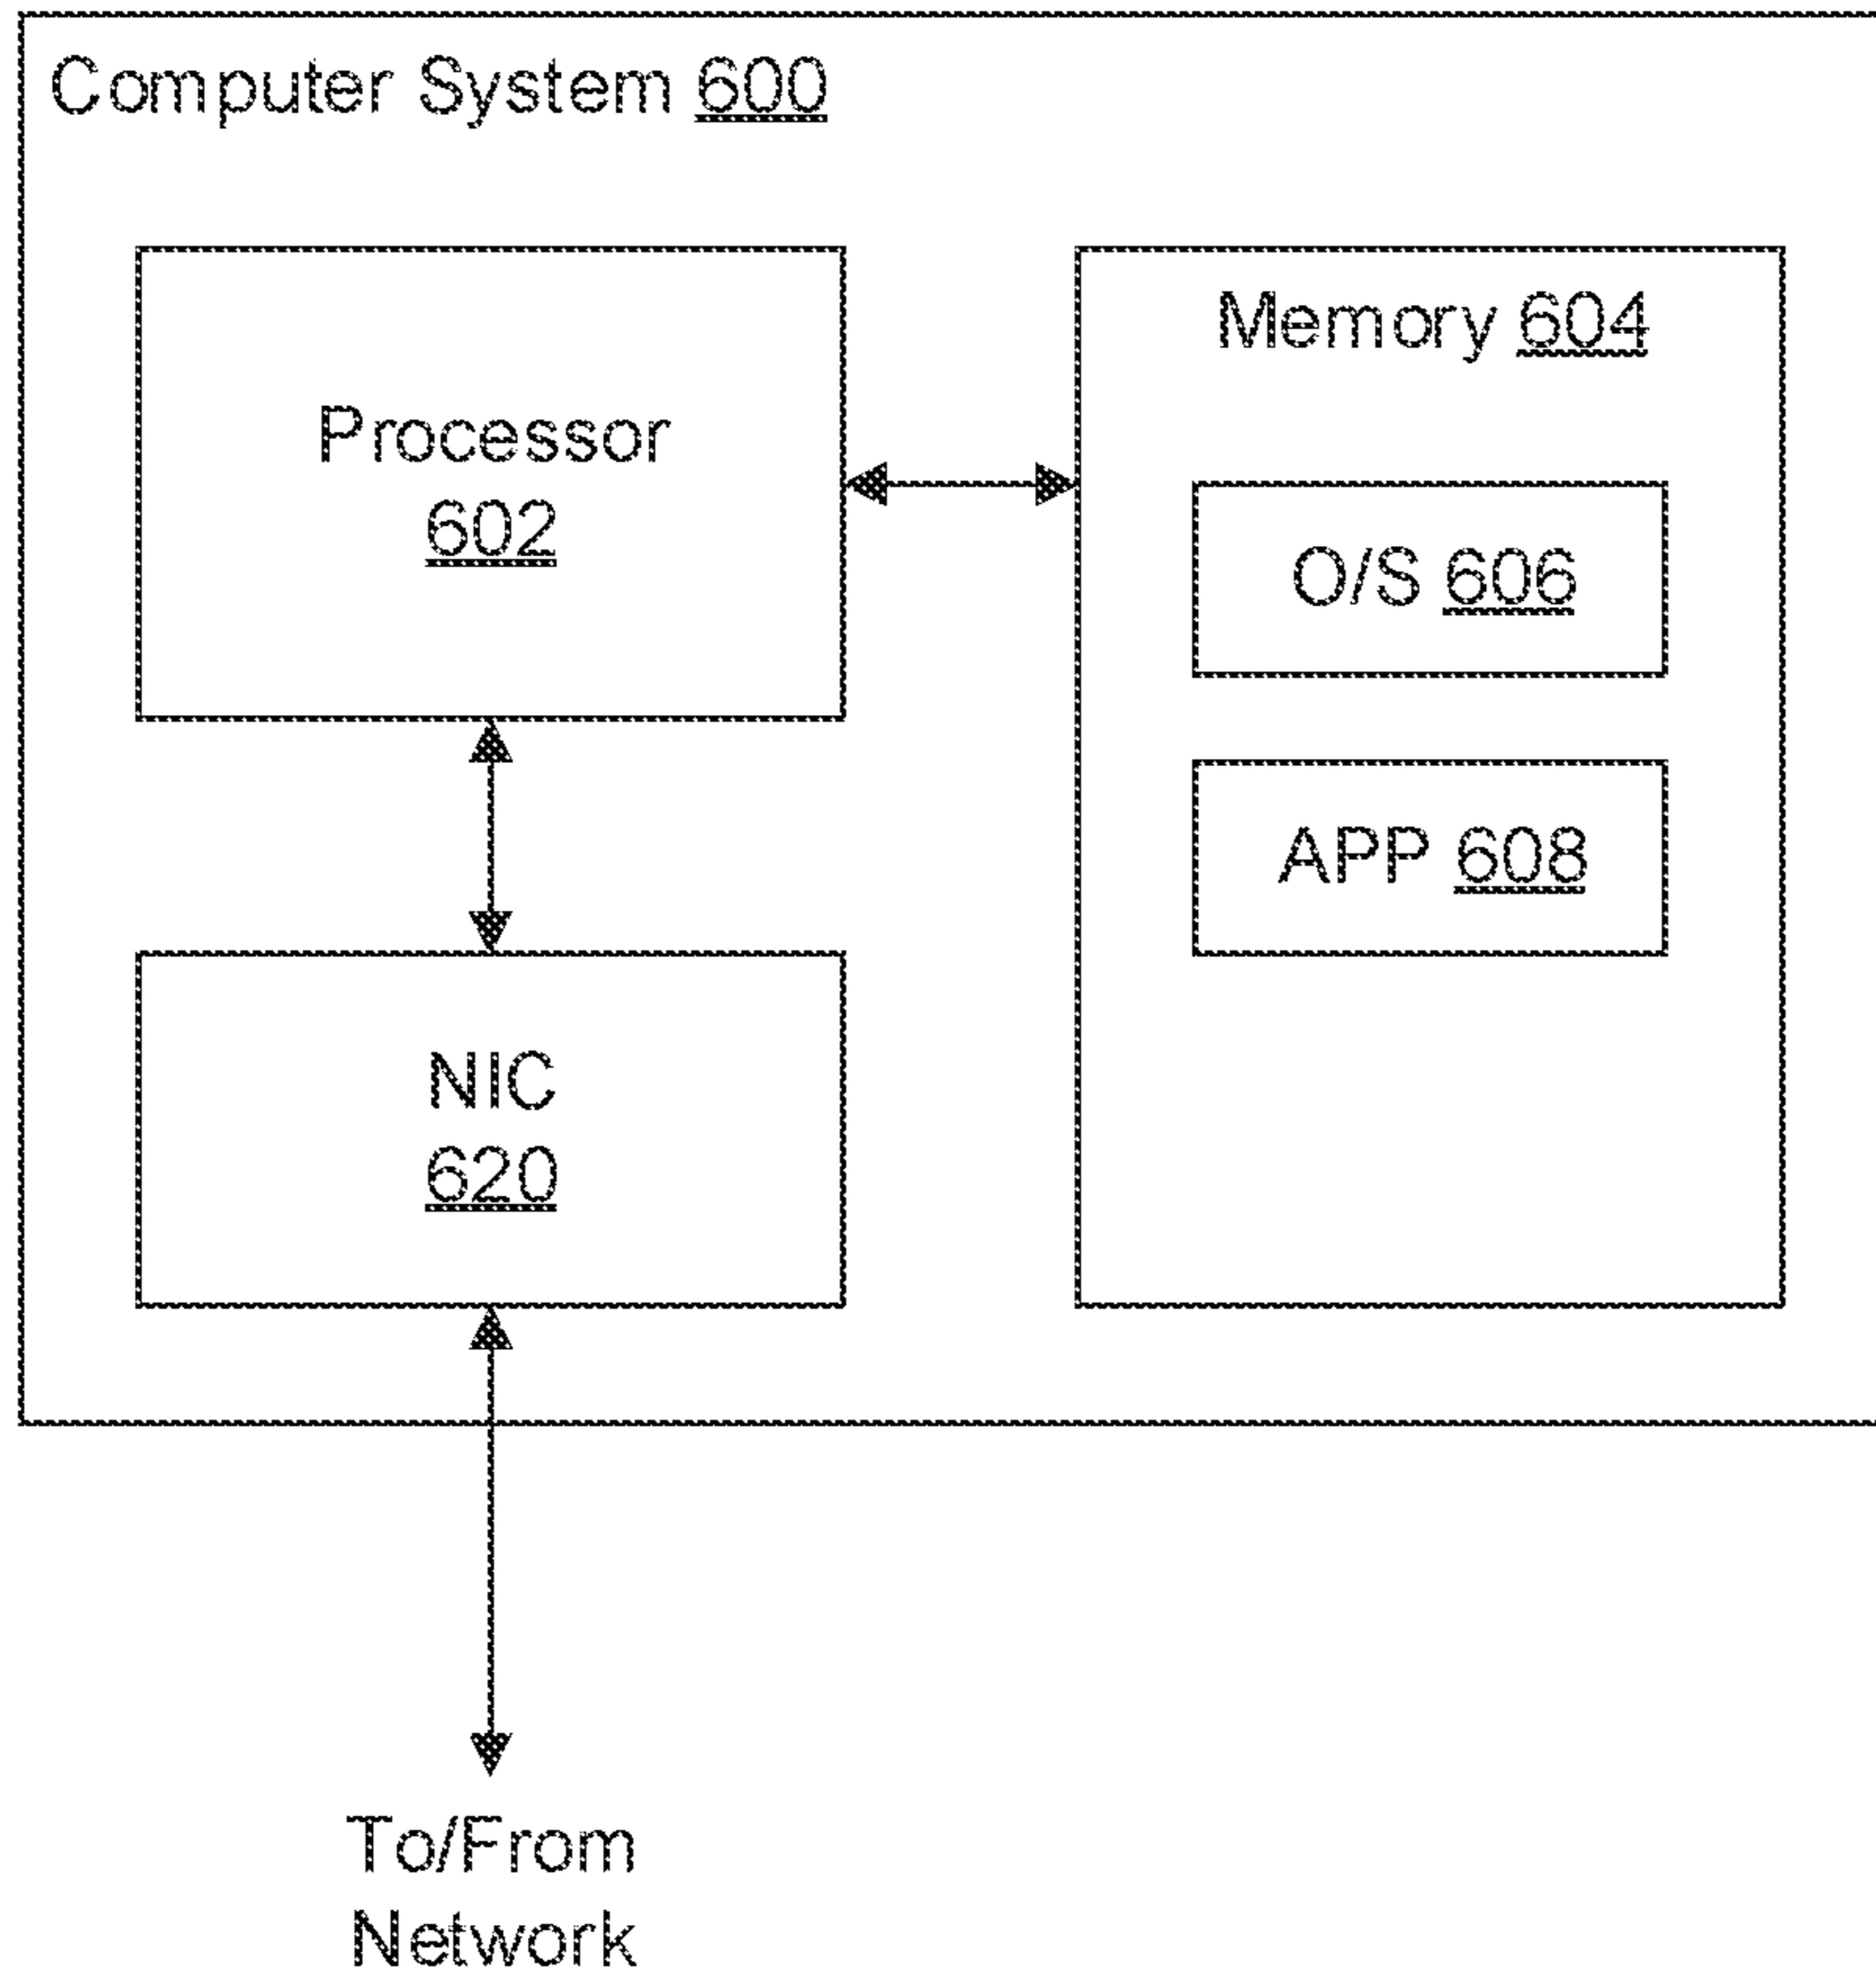 Computer System 600
Processor
602
Memory 604
O/S 606
APP 608
NIC
620
To/From
Network